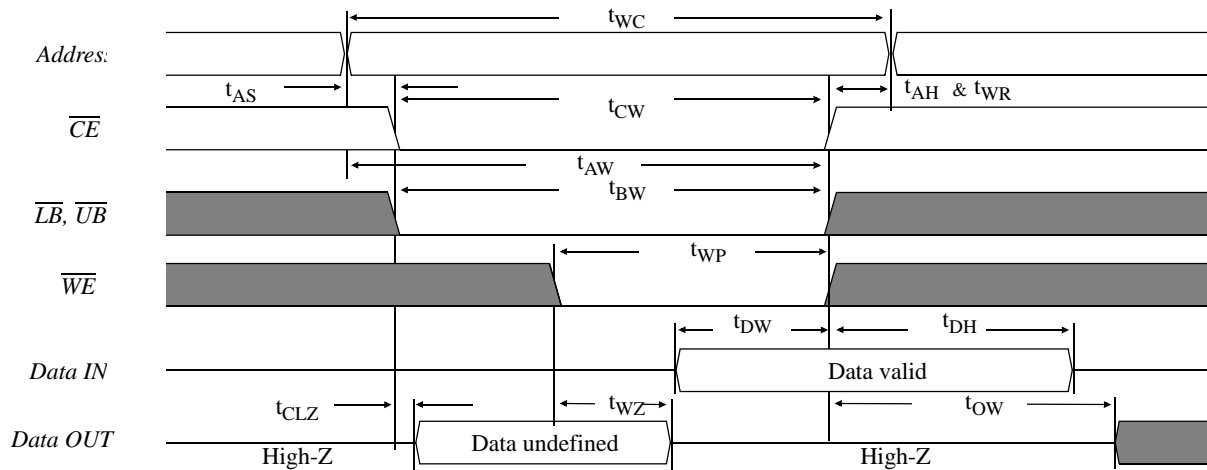 tWC
Address
tAS
tCW
tAH & tWR
CE
tAW
tBW
LB, UB
tWP
WE
tDW
tDH
Data IN
Data valid
tCLZ
tWZ
tOW
Data OUT
Data undefined
High-Z
High-Z